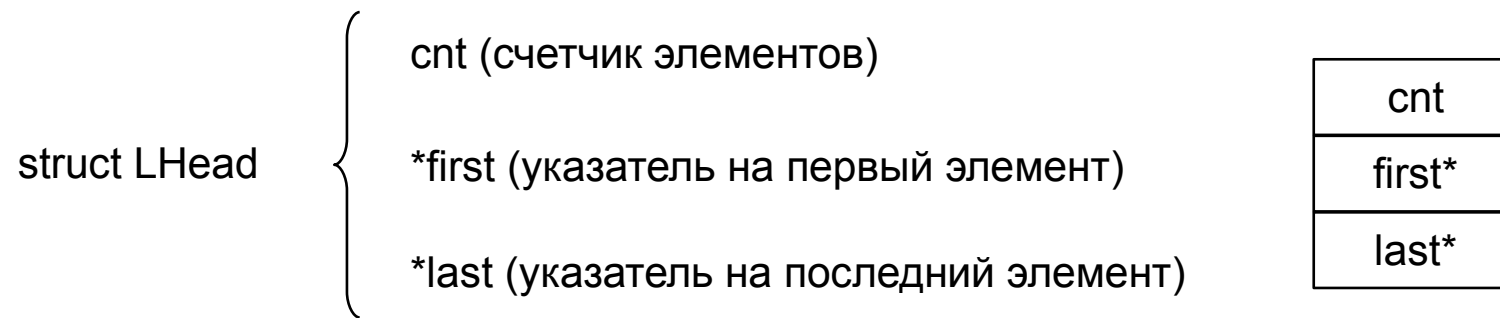 cnt (счетчик элементов)
struct LHead
*first (указатель на первый элемент)
*last (указатель на последний элемент)
cnt
first*
last*